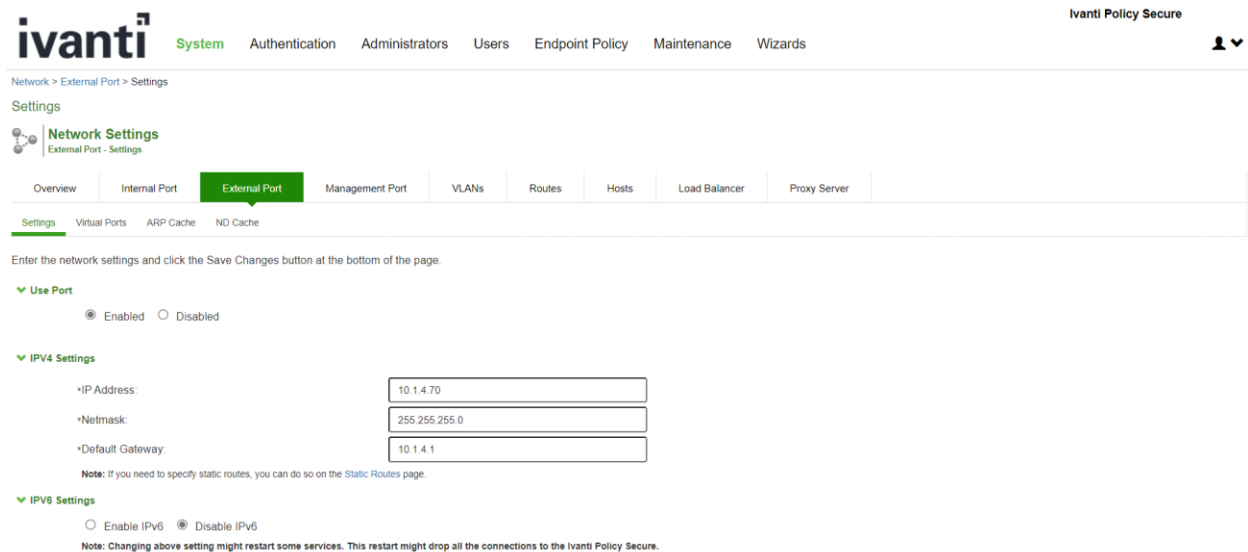 Ivanti Policy Secure
ivanti
System Authentication Administrators Users Endpoint Policy Maintenance Wizards
Network > External Port > Settings
Settings
Network Settings
External Port - Settings
Overview Internal Port External Port Management Port VLANs Routes Hosts Load Balancer Proxy Server
Settings Virtual Ports ARP Cache ND Cache
Enter the network settings and click the Save Changes button at the bottom of the page.
Use Port
Enabled Disabled
IPV4 Settings
*IP Address: 10.1.4.70
*Netmask: 255.255.255.0
*Default Gateway: 10.1.4.1
Note: If you need to specify static routes, you can do so on the Static Routes page.
IPV6 Settings
Enable IPv6 Disable IPv6
Note: Changing above setting might restart some services. This restart might drop all the connections to the Ivanti Policy Secure.